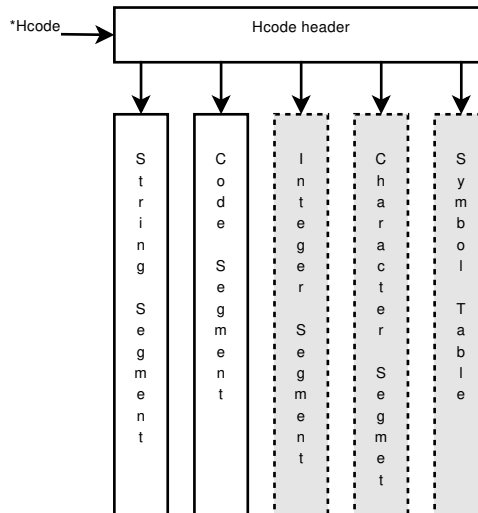 *Hcode
Hcode header
String Segment
Code Segment
Integer Segment
Character Segmet
Symbol Table